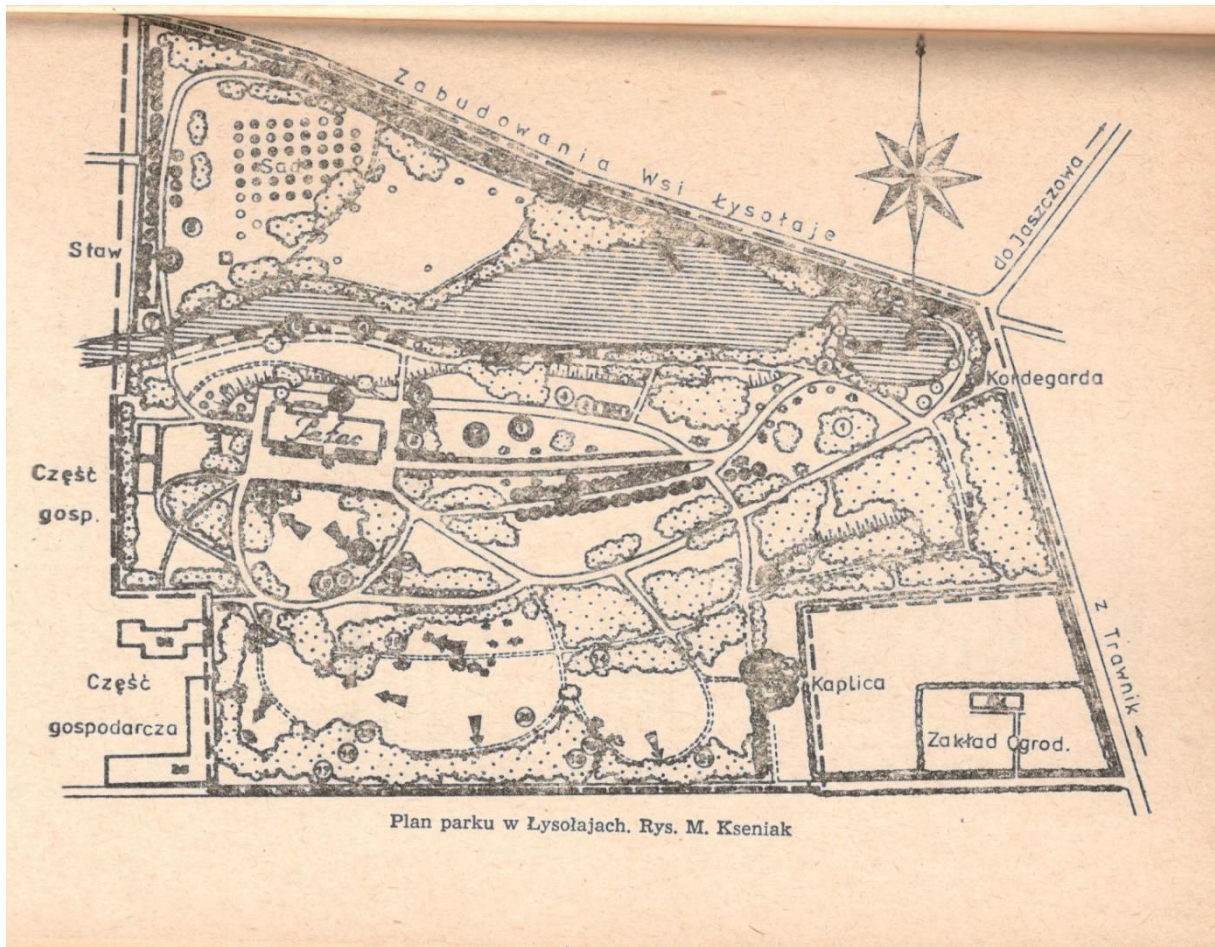 Zabudowania Wsi Łysołaje
Sad
do Jaszczowa
Staw
Kordegarda
Pałac
Część
gosp.
z Trawnik
Część
gospodarcza
Kaplica
Zakład Ogrod.
Plan parku w Łysołajach. Rys. M. Kseniak